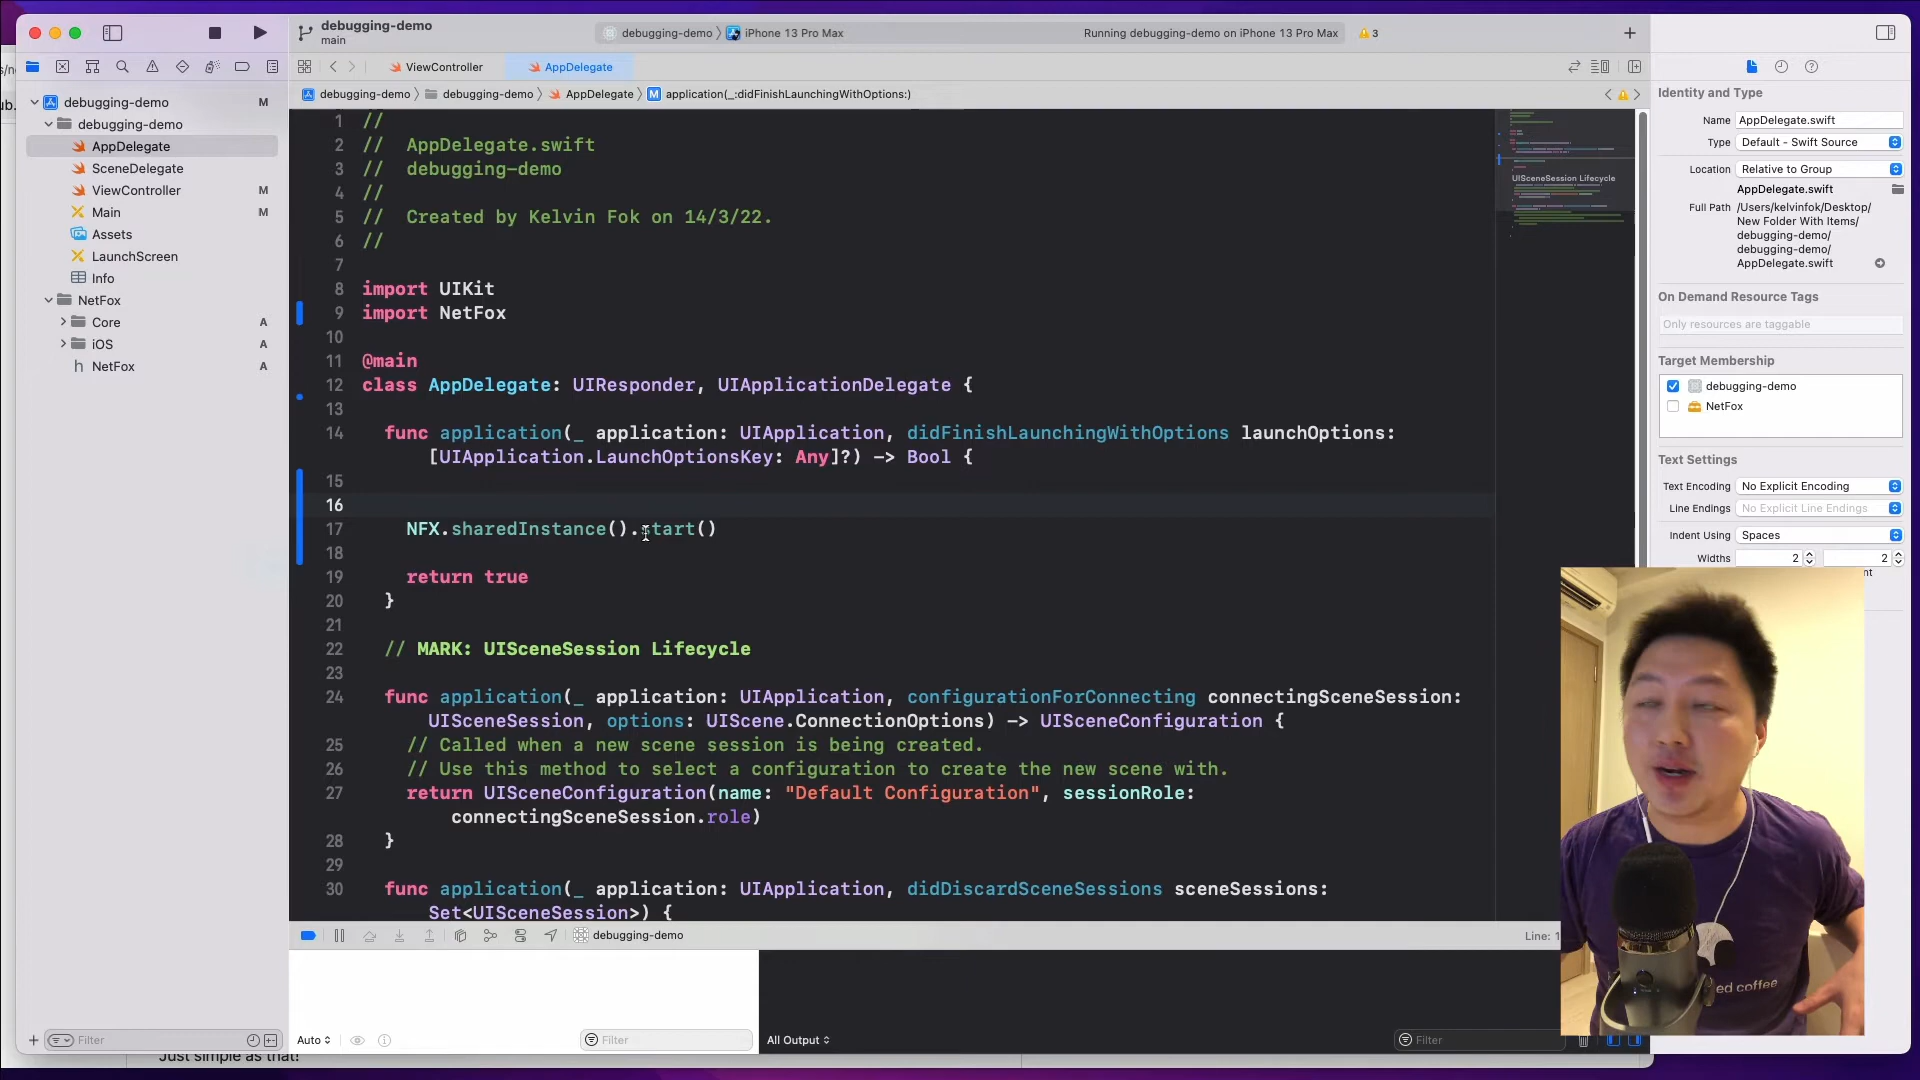 debugging-demo
main
debugging-demo
iPhone 13 Pro Max
Running debugging-demo on iPhone 13 Pro Max
3
ViewController
AppDelegate
debugging-demo
debugging-demo
AppDelegate
M
application(_:didFinishLaunchingWithOptions:)
debugging-demo M
debugging-demo
AppDelegate
SceneDelegate
ViewController M
Main M
Assets
LaunchScreen
Info
NetFox
Core A
iOS A
h NetFox A
1 //
2 // AppDelegate.swift
3 // debugging-demo
4 //
5 // Created by Kelvin Fok on 14/3/22.
6 //
7
8 import UIKit
9 import NetFox
10
11 @main
12 class AppDelegate: UIResponder, UIApplicationDelegate {
13
14 func application(_ application: UIApplication, didFinishLaunchingWithOptions launchOptions:
[UIApplication.LaunchOptionsKey: Any]?) -> Bool {
15
16
17 NFX.sharedInstance().start()
18
19 return true
20 }
21
22 // MARK: UISceneSession Lifecycle
23
24 func application(_ application: UIApplication, configurationForConnecting connectingSceneSession:
UISceneSession, options: UIScene.ConnectionOptions) -> UISceneConfiguration {
25 // Called when a new scene session is being created.
26 // Use this method to select a configuration to create the new scene with.
27 return UISceneConfiguration(name: "Default Configuration", sessionRole:
connectingSceneSession.role)
28 }
29
30 func application(_ application: UIApplication, didDiscardSceneSessions sceneSessions:
Set<UISceneSession>) {
UISceneSession Lifecycle
debugging-demo
Line: 1
Auto
Filter
All Output
Filter
Filter
Just simple as that!
Identity and Type
Name AppDelegate.swift
Type Default - Swift Source
Location Relative to Group
AppDelegate.swift
Full Path /Users/kelvinfok/Desktop/
New Folder With Items/
debugging-demo/
debugging-demo/
AppDelegate.swift
On Demand Resource Tags
Only resources are taggable
Target Membership
debugging-demo
NetFox
Text Settings
Text Encoding No Explicit Encoding
Line Endings No Explicit Line Endings
Indent Using Spaces
Widths 2 2
nt
ed coffee